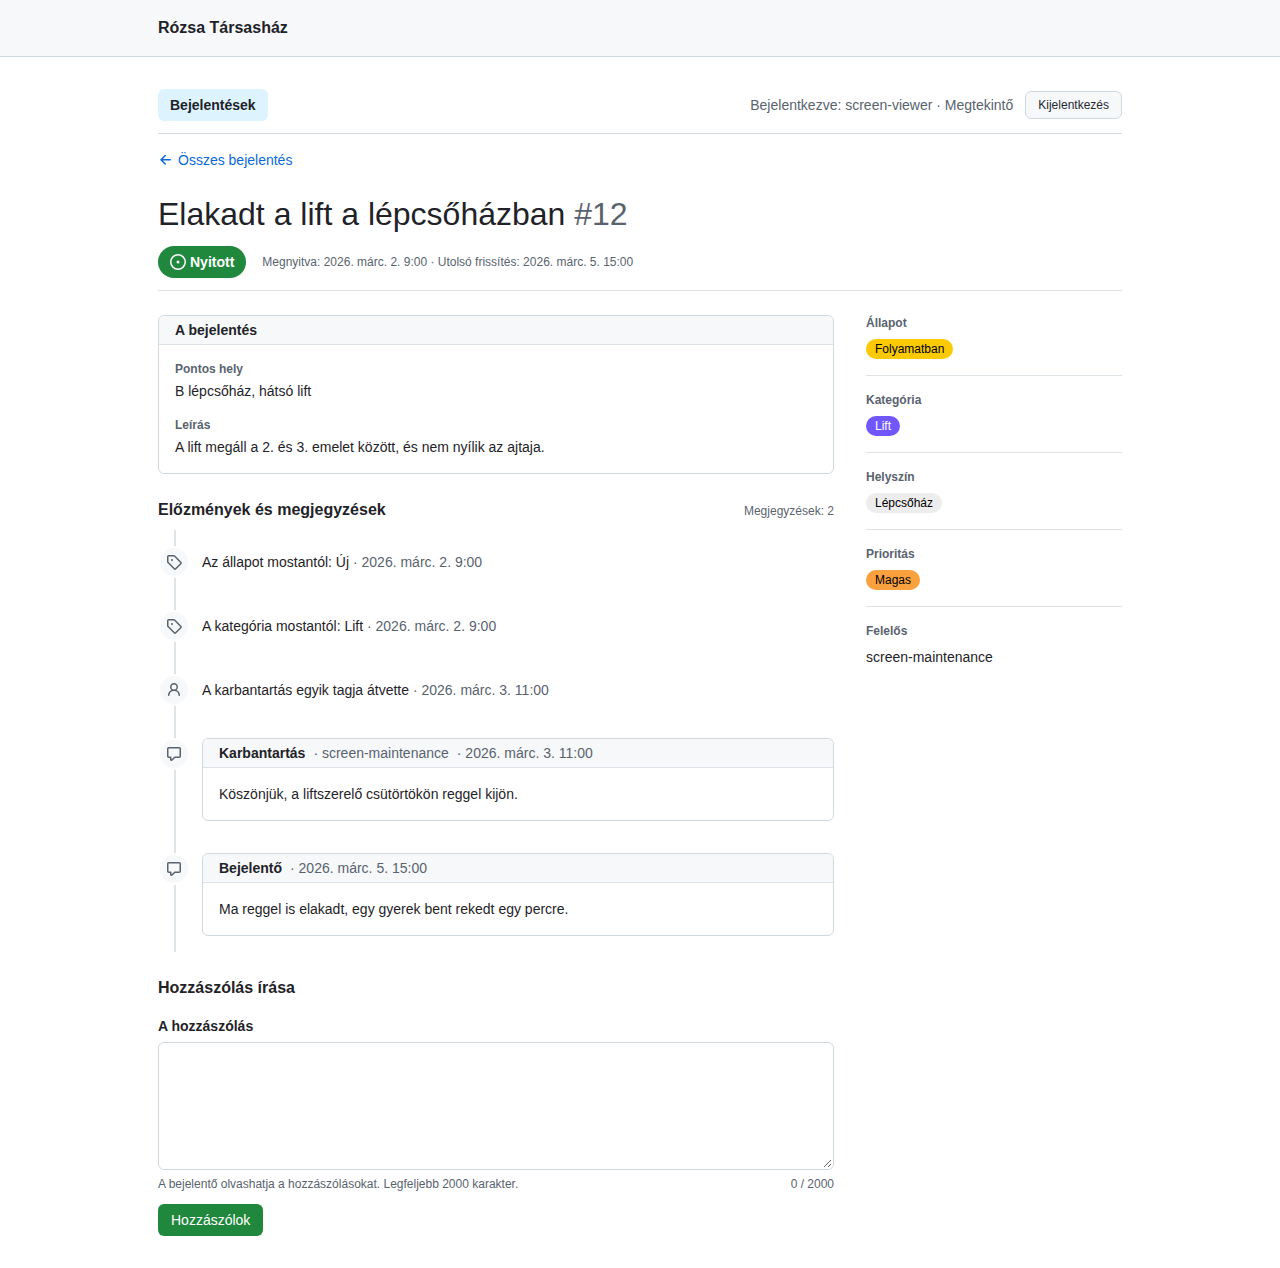 Rózsa Társasház
Bejelentések
Bejelentkezve: screen-viewer · Megtekintő
Kijelentkezés
Összes bejelentés
Elakadt a lift a lépcsőházban #12
Nyitott
Megnyitva: 2026. márc. 2. 9:00 · Utolsó frissítés: 2026. márc. 5. 15:00
A bejelentés
Pontos hely
B lépcsőház, hátsó lift
Leírás
A lift megáll a 2. és 3. emelet között, és nem nyílik az ajtaja.
Előzmények és megjegyzések
Megjegyzések: 2
Az állapot mostantól: Új · 2026. márc. 2. 9:00
A kategória mostantól: Lift · 2026. márc. 2. 9:00
A karbantartás egyik tagja átvette · 2026. márc. 3. 11:00
Karbantartás · screen-maintenance · 2026. márc. 3. 11:00
Köszönjük, a liftszerelő csütörtökön reggel kijön.
Bejelentő · 2026. márc. 5. 15:00
Ma reggel is elakadt, egy gyerek bent rekedt egy percre.
Hozzászólás írása
A hozzászólás
A bejelentő olvashatja a hozzászólásokat. Legfeljebb 2000 karakter.
0 / 2000
Hozzászólok
Állapot
Folyamatban
Kategória
Lift
Helyszín
Lépcsőház
Prioritás
Magas
Felelős
screen-maintenance